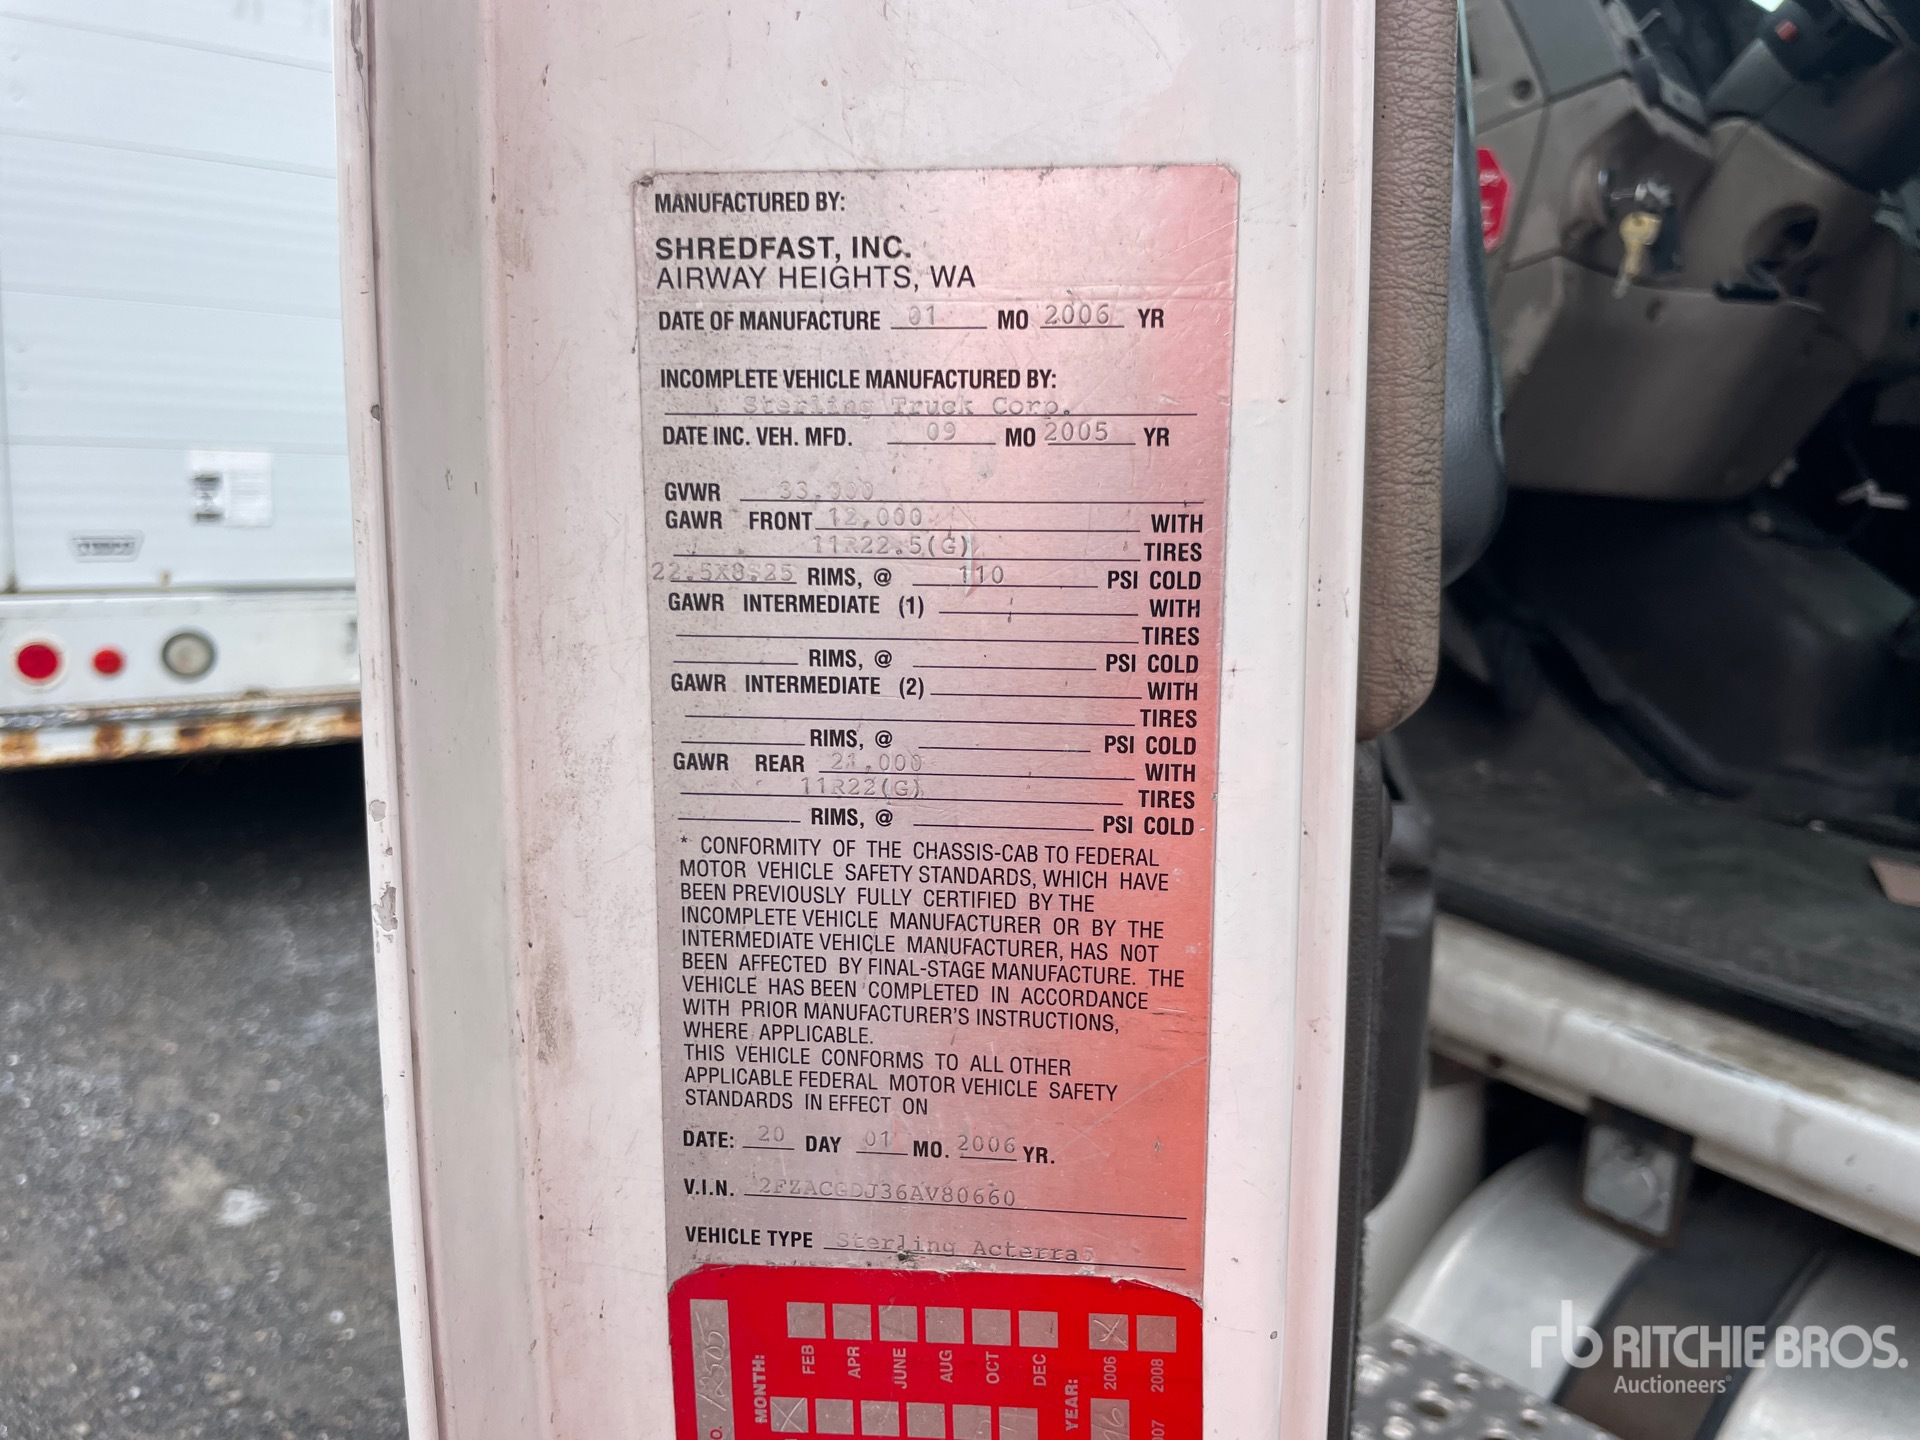 MANUFACTURED BY:
SHREDFAST, INC.
AIRWAY HEIGHTS, WA
DATE OF MANUFACTURE 01 MO 2006 YR
INCOMPLETE VEHICLE MANUFACTURED BY:
Sterling Truck Corp.
DATE INC. VEH. MFD. 09 MO 2005 YR
GVWR 33,000
GAWR FRONT 12,000 WITH
11R22.5(G) TIRES
22.5X8.25 RIMS, @ 110 PSI COLD
GAWR INTERMEDIATE (1) WITH
TIRES
RIMS, @ PSI COLD
GAWR INTERMEDIATE (2) WITH
TIRES
RIMS, @ PSI COLD
GAWR REAR 21,000 WITH
11R22(G) TIRES
RIMS, @ PSI COLD
* CONFORMITY OF THE CHASSIS-CAB TO FEDERAL
MOTOR VEHICLE SAFETY STANDARDS, WHICH HAVE
BEEN PREVIOUSLY FULLY CERTIFIED BY THE
INCOMPLETE VEHICLE MANUFACTURER OR BY THE
INTERMEDIATE VEHICLE MANUFACTURER, HAS NOT
BEEN AFFECTED BY FINAL-STAGE MANUFACTURE. THE
VEHICLE HAS BEEN COMPLETED IN ACCORDANCE
WITH PRIOR MANUFACTURER'S INSTRUCTIONS,
WHERE APPLICABLE.
THIS VEHICLE CONFORMS TO ALL OTHER
APPLICABLE FEDERAL MOTOR VEHICLE SAFETY
STANDARDS IN EFFECT ON
DATE: 20 DAY 01 MO. 2006 YR.
V.I.N. 2FZACGDJ36AV80660
VEHICLE TYPE Sterling Acterra5
12505
MONTH:
FEB
APR
JUNE
AUG
OCT
DEC
YEAR:
2006
2008
rb RITCHIE BROS.
Auctioneers